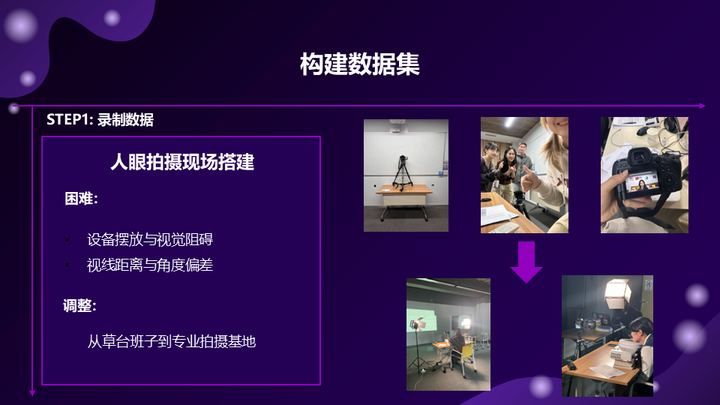 构建数据集
STEP1: 录制数据
人眼拍摄现场搭建
困难：
• 设备摆放与视觉阻碍
• 视线距离与角度偏差
调整：
从草台班子到专业拍摄基地